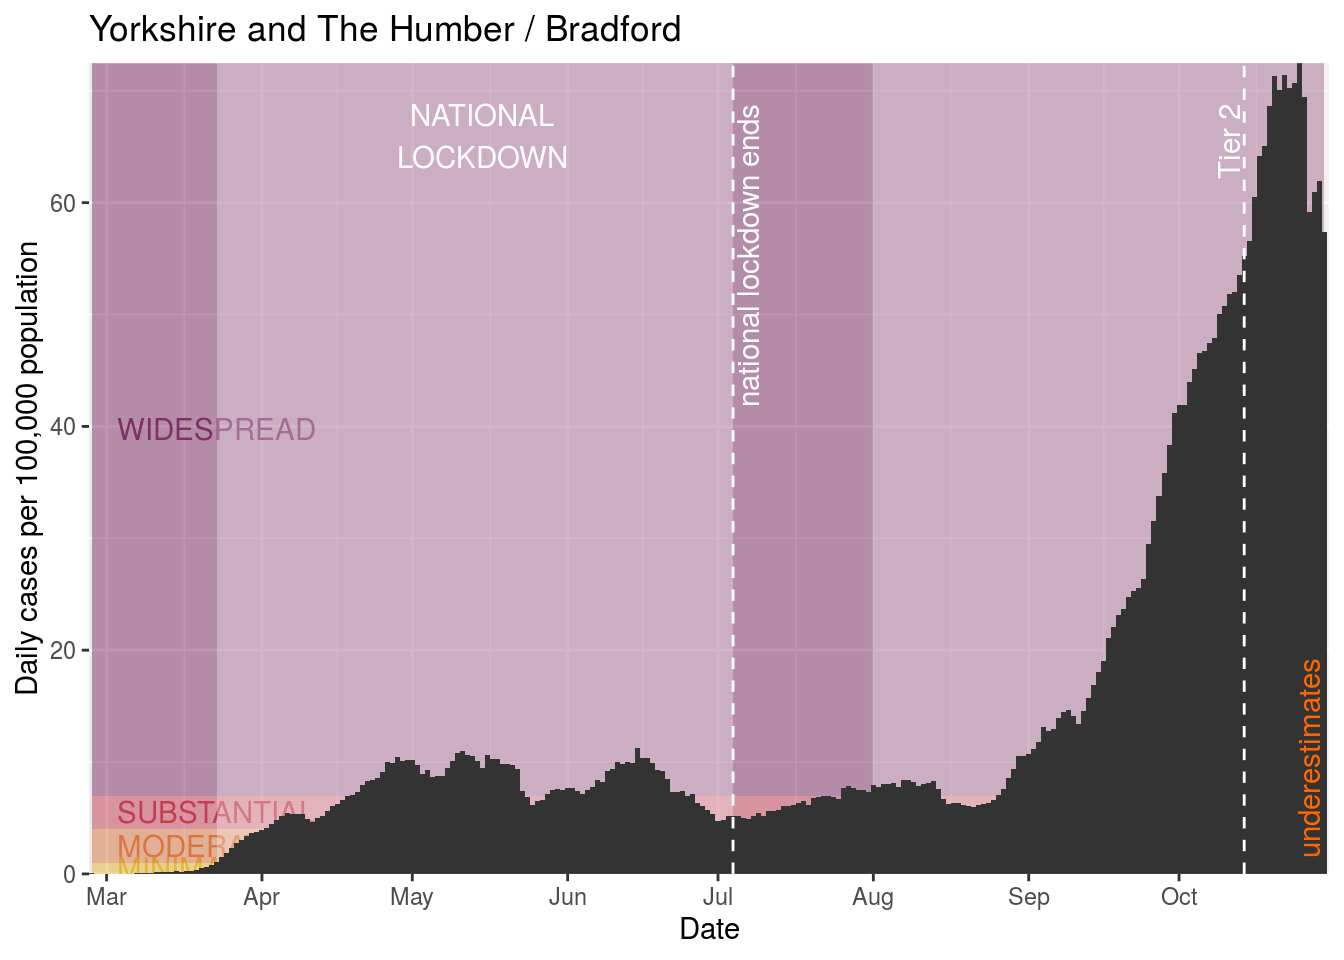 Yorkshire and The Humber / Bradford
NATIONAL
LOCKDOWN
national lockdown ends
Tier 2
60
40
20
0
WIDESPREAD
SUBSTANTIAL
underestimates
Daily cases per 100,000 population
Mar Apr May Jun Jul Aug Sep Oct
Date